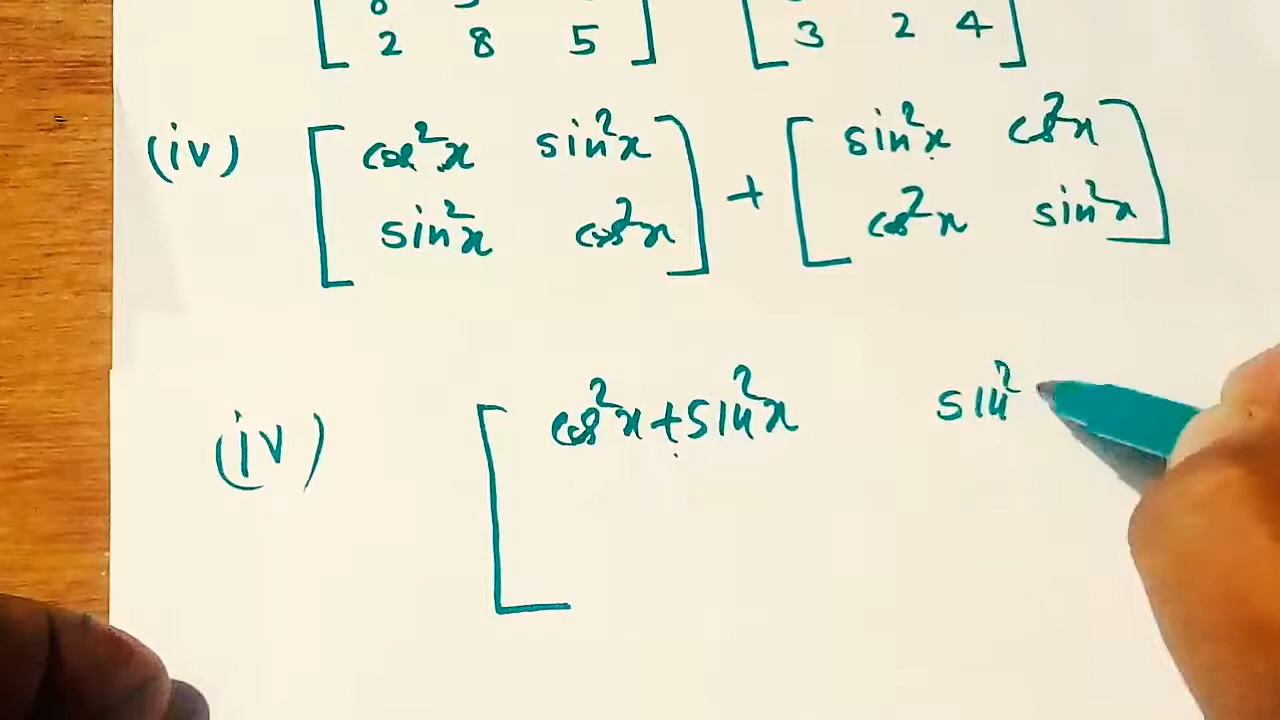 2 8 5 3 2 4
(iv) [ cos²x sin²x ] + [ sin²x cos²x ]
[ sin²x cos²x ] [ cos²x sin²x ]
(iv) [ cos²x + sin²x sin²